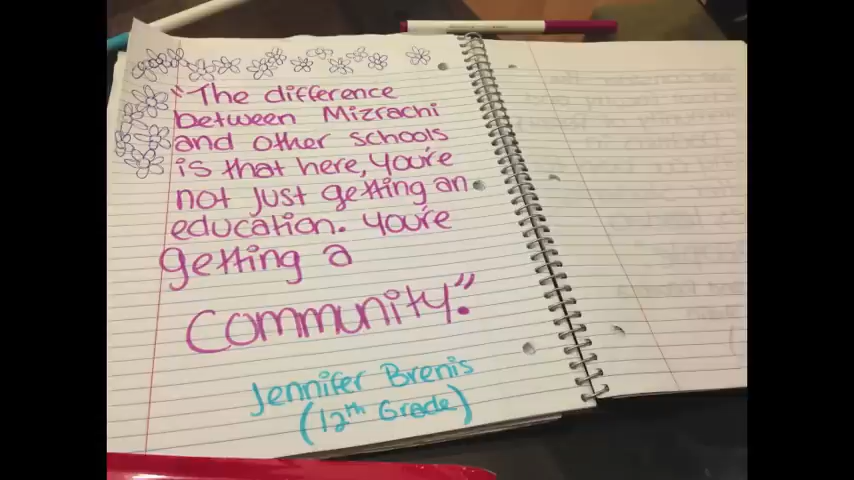 "The difference
between Mizrachi
and other schools
is that here, you're
not just getting an
education. You're
getting a
Community."
Jennifer Brenis
(12th Grade)